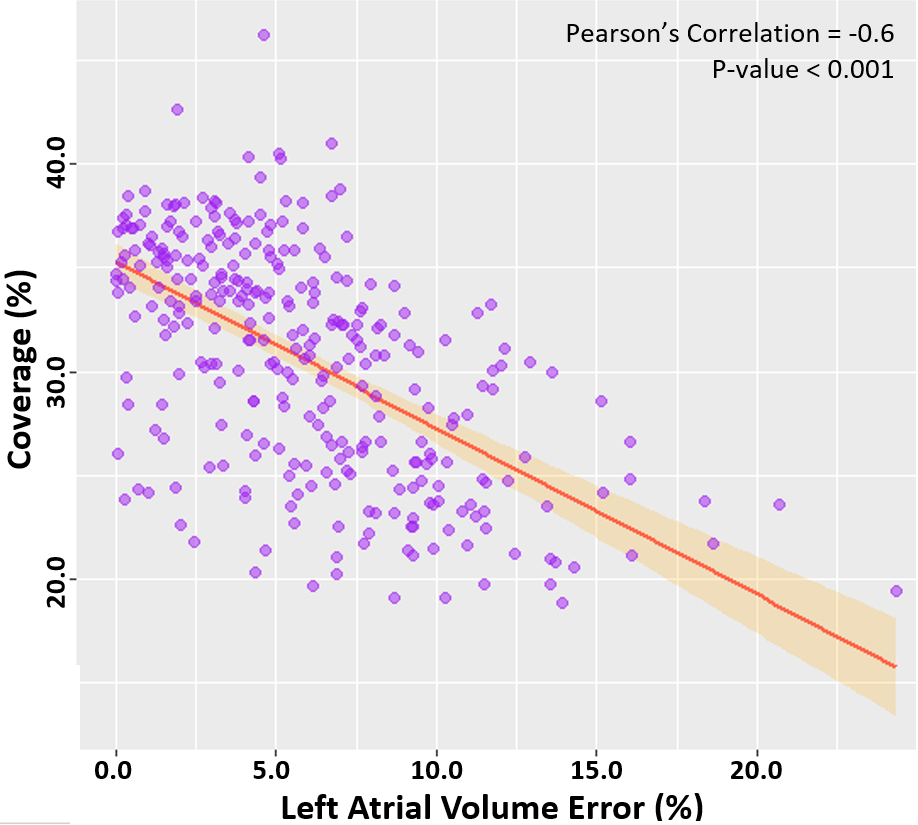 Pearson’s Correlation = -0.6
P-value < 0.001
Coverage (%)
40.0
30.0
20.0
0.0 5.0 10.0 15.0 20.0
Left Atrial Volume Error (%)